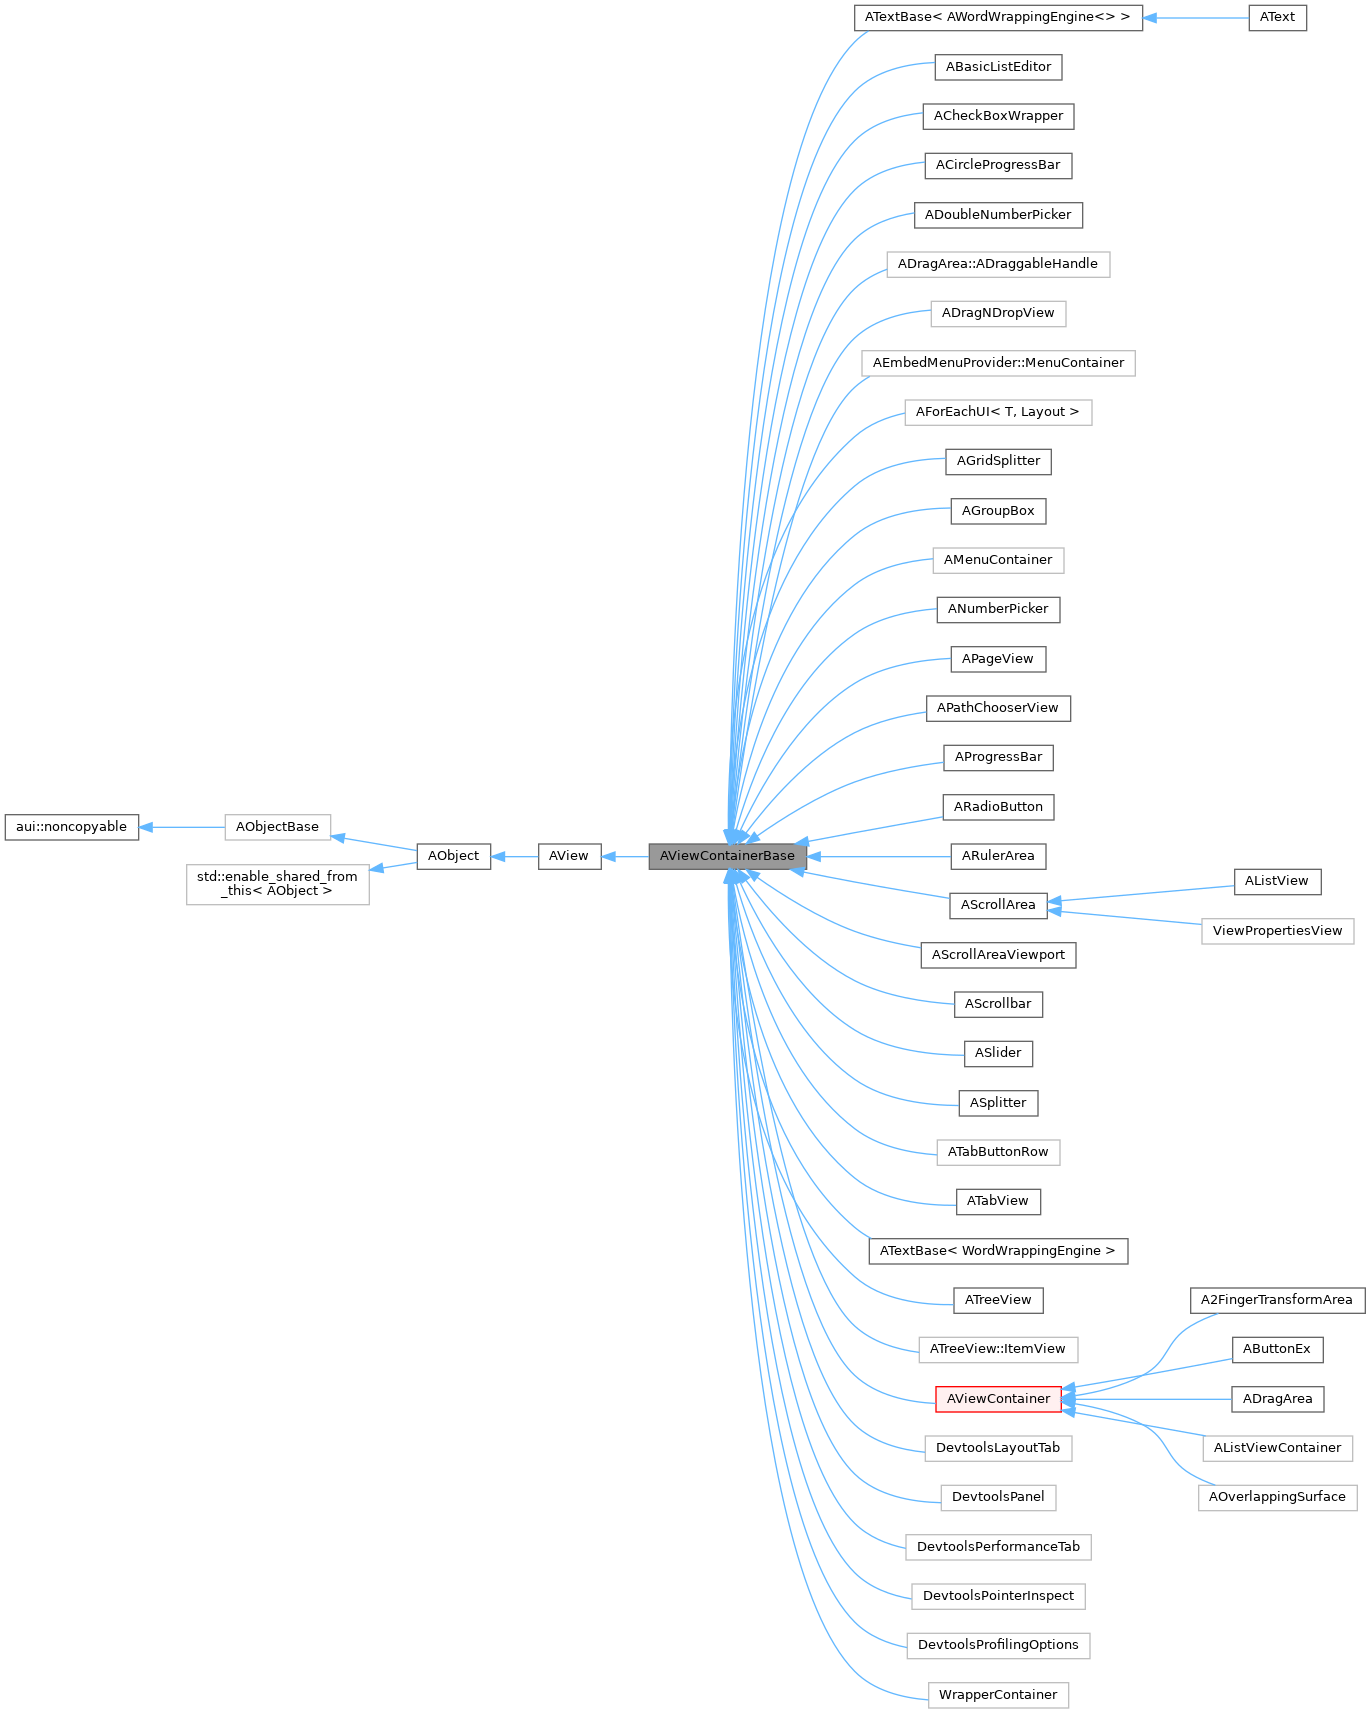 aui::noncopyable
AObjectBase
std::enable_shared_from
_this< AObject >
AObject
AView
AViewContainerBase
ATextBase< AWordWrappingEngine<> >
AText
ABasicListEditor
ACheckBoxWrapper
ACircleProgressBar
ADoubleNumberPicker
ADragArea::ADraggableHandle
ADragNDropView
AEmbedMenuProvider::MenuContainer
AForEachUI< T, Layout >
AGridSplitter
AGroupBox
AMenuContainer
ANumberPicker
APageView
APathChooserView
AProgressBar
ARadioButton
ARulerArea
AScrollArea
AListView
ViewPropertiesView
AScrollAreaViewport
AScrollbar
ASlider
ASplitter
ATabButtonRow
ATabView
ATextBase< WordWrappingEngine >
ATreeView
ATreeView::ItemView
AViewContainer
A2FingerTransformArea
AButtonEx
ADragArea
AListViewContainer
AOverlappingSurface
DevtoolsLayoutTab
DevtoolsPanel
DevtoolsPerformanceTab
DevtoolsPointerInspect
DevtoolsProfilingOptions
WrapperContainer